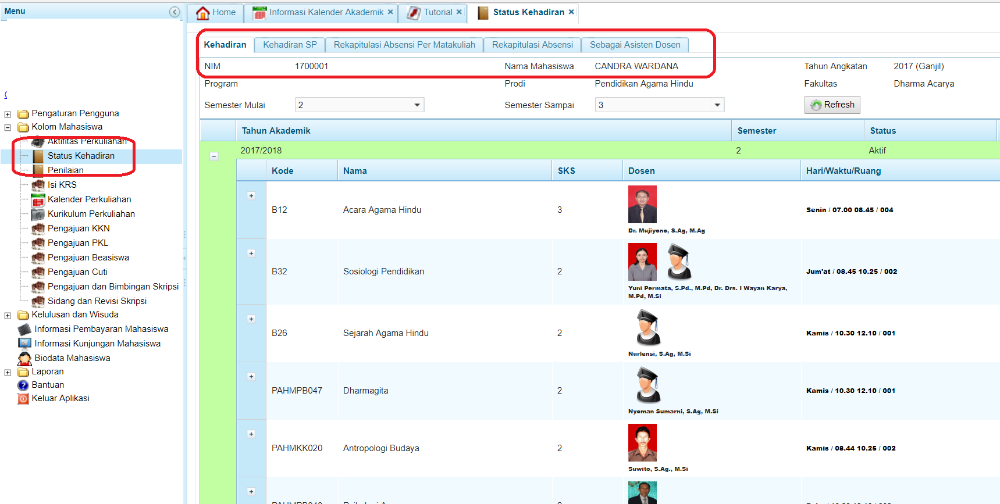 Menu
Home
Informasi Kalender Akademik
Tutorial
Status Kehadiran
Kehadiran
Kehadiran SP
Rekapitulasi Absensi Per Matakuliah
Rekapitulasi Absensi
Sebagai Asisten Dosen
NIM 1700001 Nama Mahasiswa CANDRA WARDANA Tahun Angkatan 2017 (Ganjil)
Program Prodi Pendidikan Agama Hindu Fakultas Dharma Acarya
Semester Mulai 2 Semester Sampai 3 Refresh
Pengaturan Pengguna
Kolom Mahasiswa
Aktifitas Perkuliahan
Status Kehadiran
Penilaian
Isi KRS
Kalender Perkuliahan
Kurikulum Perkuliahan
Pengajuan KKN
Pengajuan PKL
Pengajuan Beasiswa
Pengajuan Cuti
Pengajuan dan Bimbingan Skripsi
Sidang dan Revisi Skripsi
Kelulusan dan Wisuda
Informasi Pembayaran Mahasiswa
Informasi Kunjungan Mahasiswa
Biodata Mahasiswa
Laporan
Bantuan
Keluar Aplikasi
Tahun Akademik Semester Status
2017/2018 2 Aktif
Kode Nama SKS Dosen Hari/Waktu/Ruang
B12 Acara Agama Hindu 3 Senin / 07.00 08.45 / 004
Dr. Mujiyono, S.Ag, M.Ag
B32 Sosiologi Pendidikan 2 Jum'at / 08.45 10.25 / 002
Yuni Permata, S.Pd., M.Pd, Dr. Drs. I Wayan Karya,
M.Pd, M.Si
B26 Sejarah Agama Hindu 2 Kamis / 10.30 12.10 / 001
Nurlensi, S.Ag, M.Si
PAHMPB047 Dharmagita 2 Kamis / 10.30 12.10 / 001
Nyoman Sumarni, S.Ag, M.Si
PAHMKK020 Antropologi Budaya 2 Kamis / 08.44 10.25 / 002
Suwito, S.Ag., M.Si